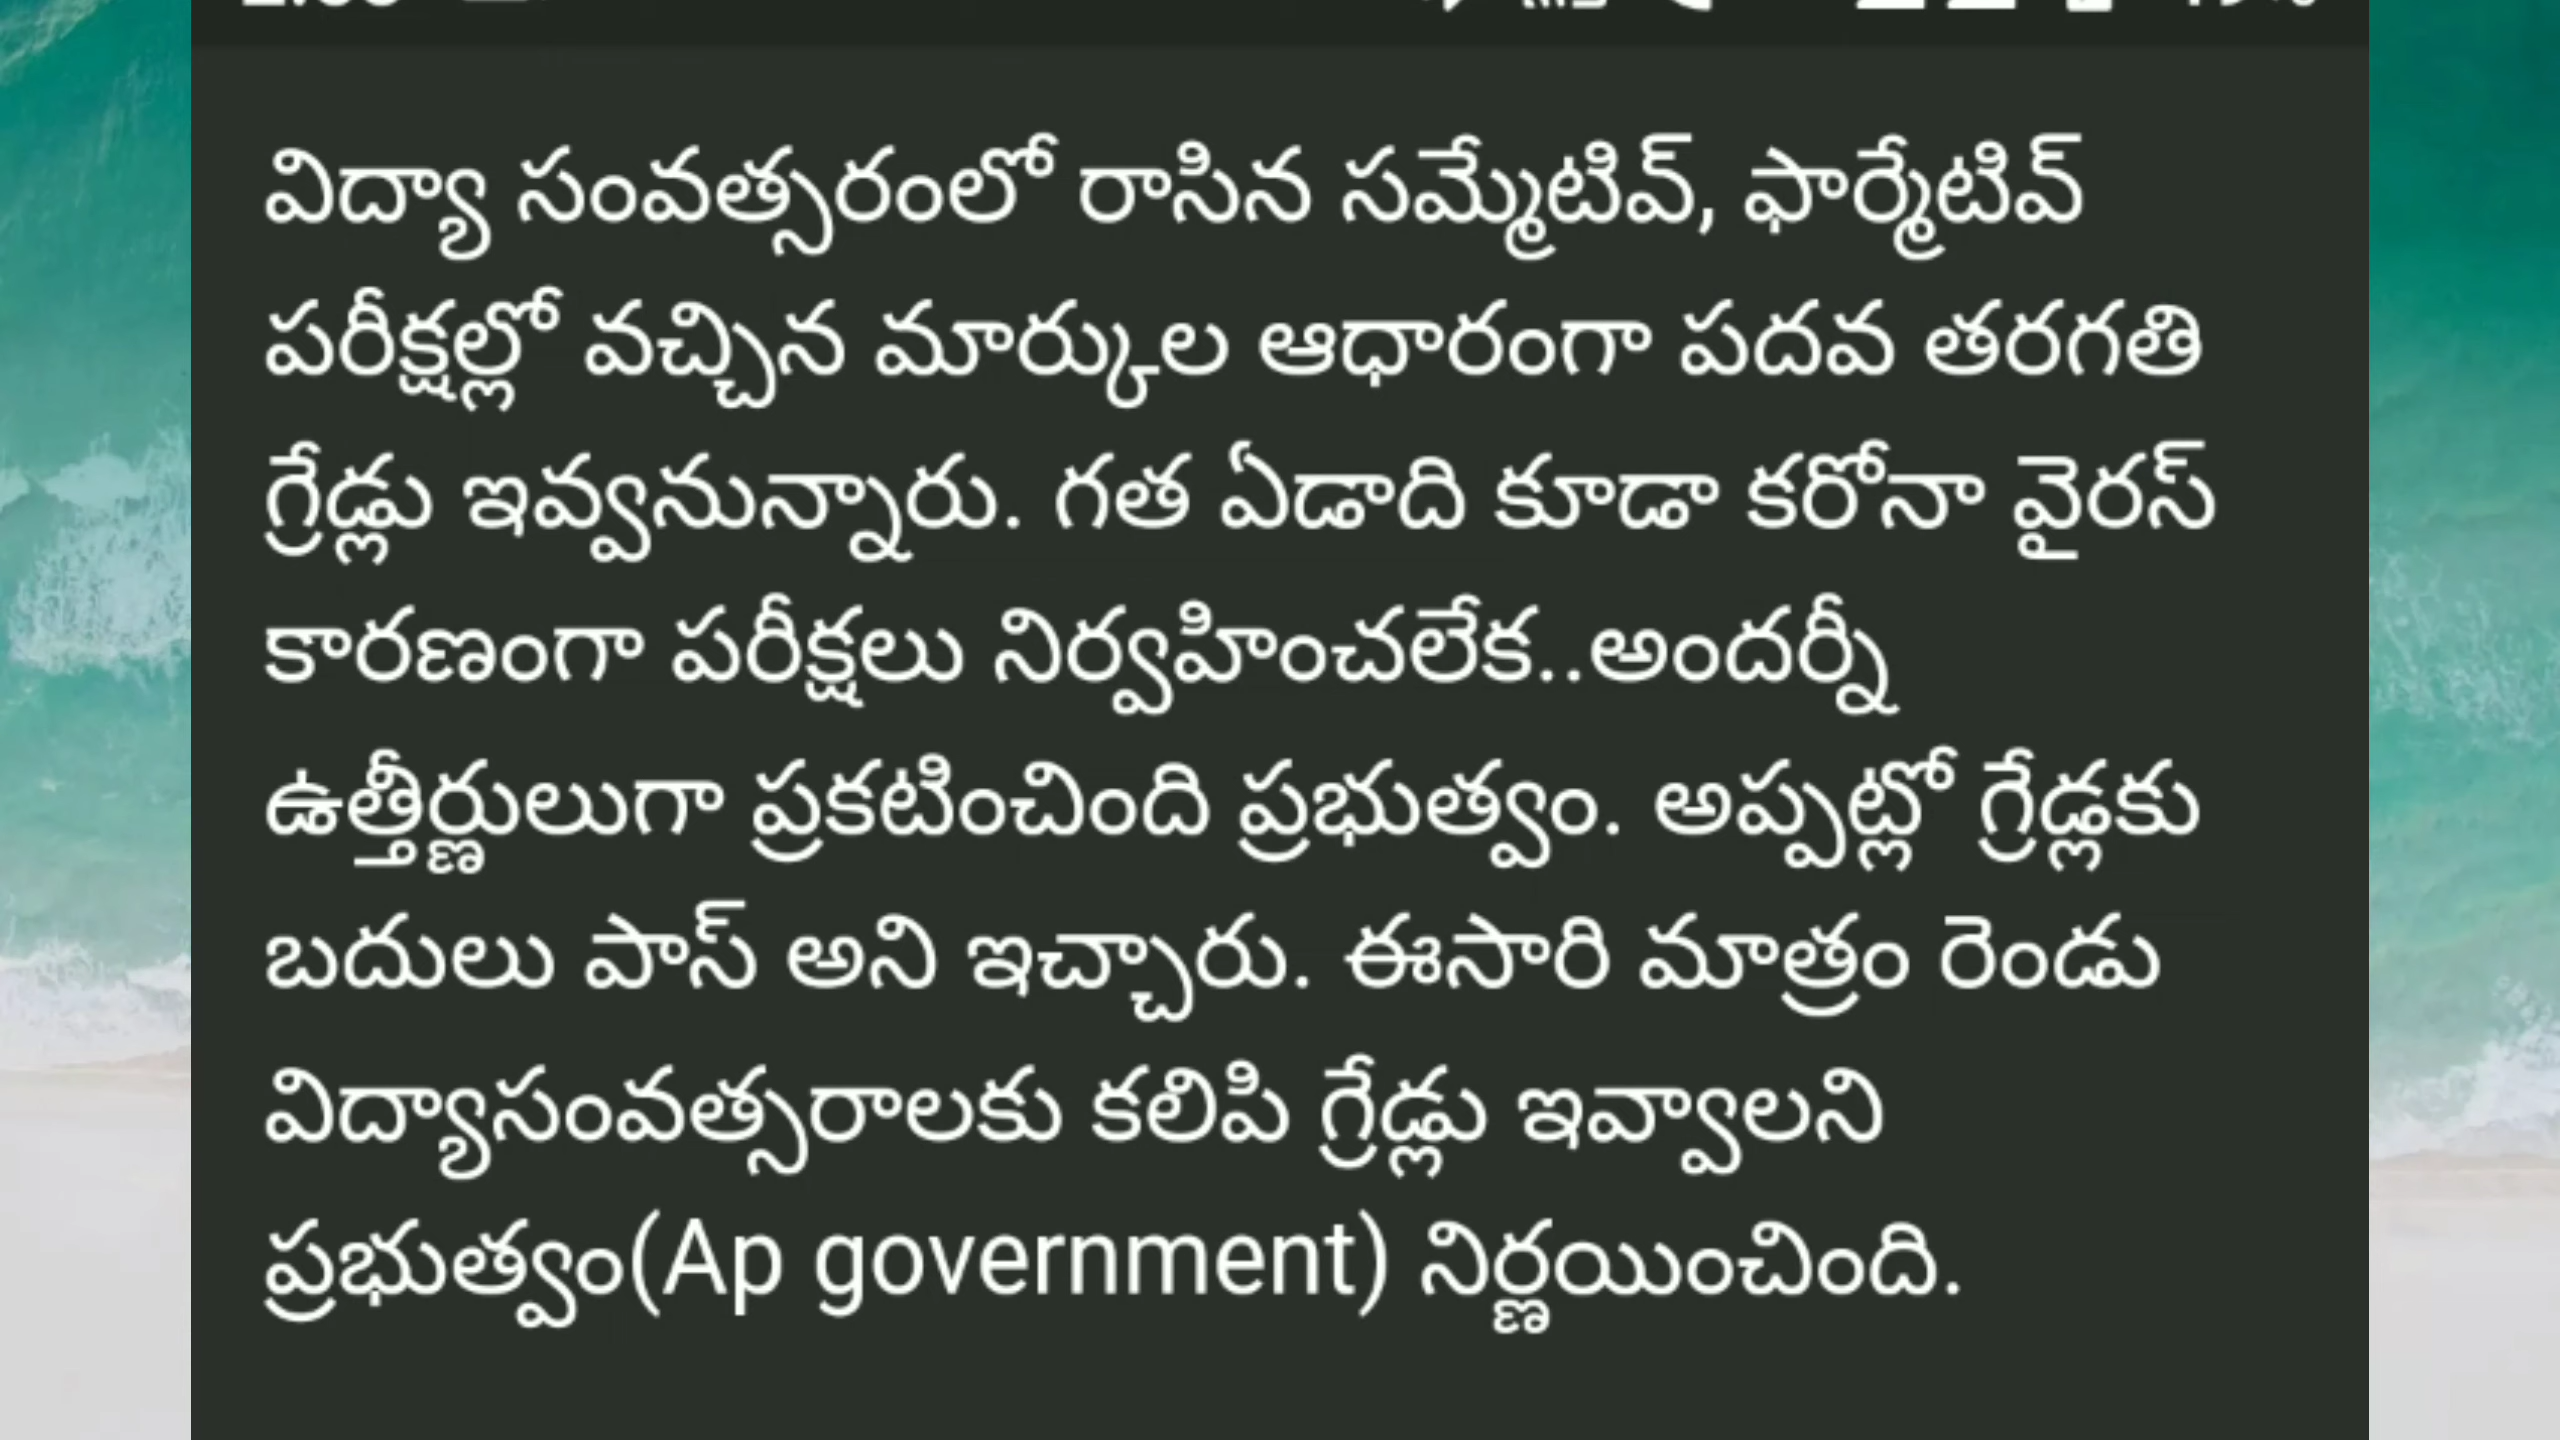 విద్యా సంవత్సరంలో రాసిన సమ్మేటివ్, ఫార్మేటివ్
పరీక్షల్లో వచ్చిన మార్కుల ఆధారంగా పదవ తరగతి
గ్రేడ్లు ఇవ్వనున్నారు. గత ఏడాది కూడా కరోనా వైరస్
కారణంగా పరీక్షలు నిర్వహించలేక..అందర్నీ
ఉత్తీర్ణులుగా ప్రకటించింది ప్రభుత్వం. అప్పట్లో గ్రేడ్లకు
బదులు పాస్ అని ఇచ్చారు. ఈసారి మాత్రం రెండు
విద్యాసంవత్సరాలకు కలిపి గ్రేడ్లు ఇవ్వాలని
ప్రభుత్వం(Ap government) నిర్ణయించింది.